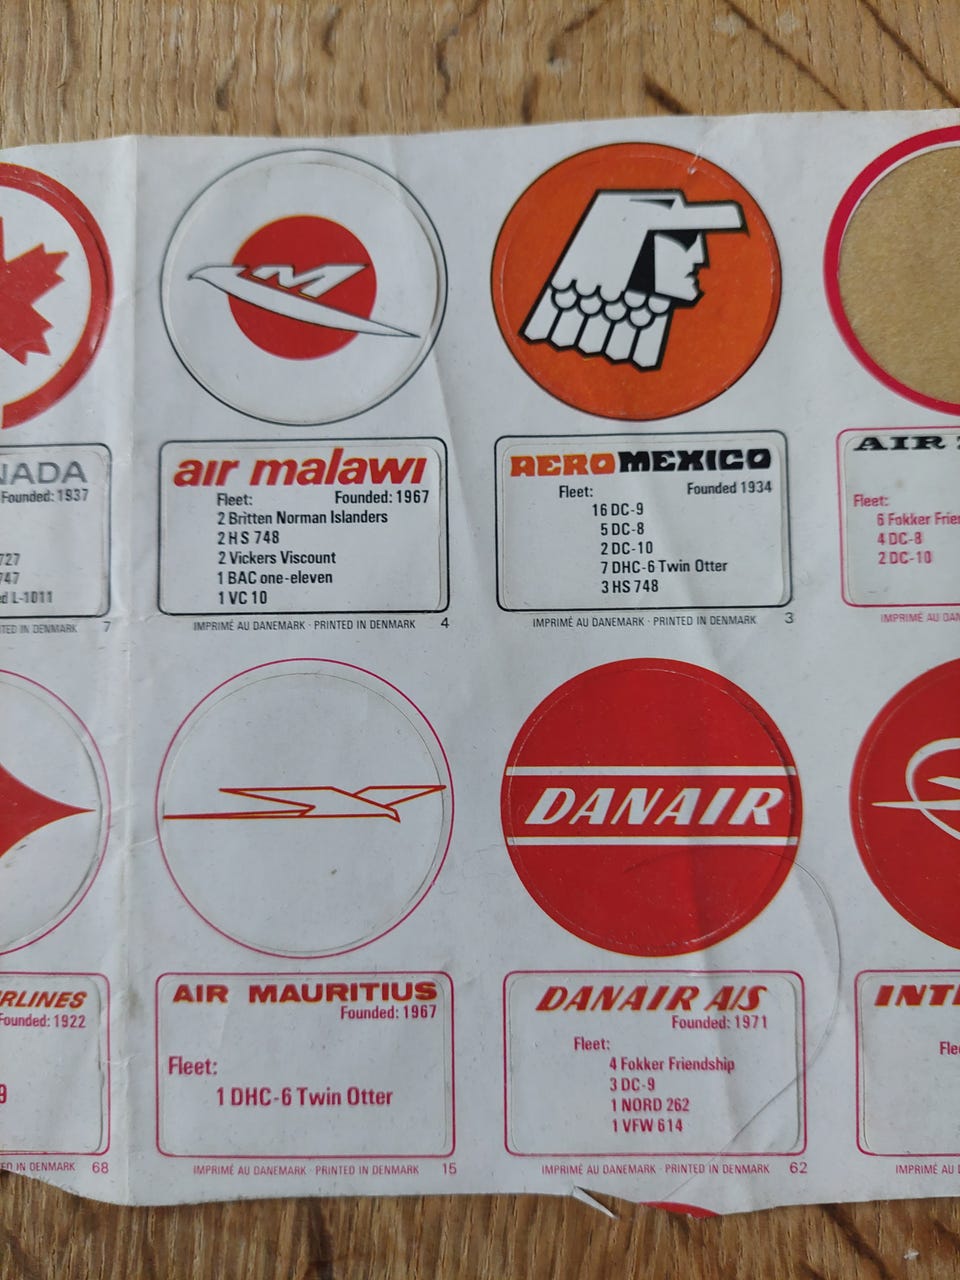 NADA
Founded: 1937
727
747
ed L-1011
TED IN DENMARK 7
air malawi
Fleet: Founded: 1967
2 Britten Norman Islanders
2 HS 748
2 Vickers Viscount
1 BAC one-eleven
1 VC 10
IMPRIMÉ AU DANEMARK · PRINTED IN DENMARK 4
AEROMEXICO
Fleet: Founded 1934
16 DC-9
5 DC-8
2 DC-10
7 DHC-6 Twin Otter
3 HS 748
IMPRIMÉ AU DANEMARK · PRINTED IN DENMARK 3
AIR
Fleet:
6 Fokker Frien
4 DC-8
2 DC-10
IMPRIMÉ AU DAN
RLINES
Founded: 1922
9
ED IN DENMARK 68
AIR MAURITIUS
Founded: 1967
Fleet:
1 DHC-6 Twin Otter
IMPRIMÉ AU DANEMARK · PRINTED IN DENMARK 15
DANAIR
DANAIR A/S
Founded: 1971
Fleet:
4 Fokker Friendship
3 DC-9
1 NORD 262
1 VFW 614
IMPRIMÉ AU DANEMARK · PRINTED IN DENMARK 62
INT
Flee
IMPRIMÉ AU D